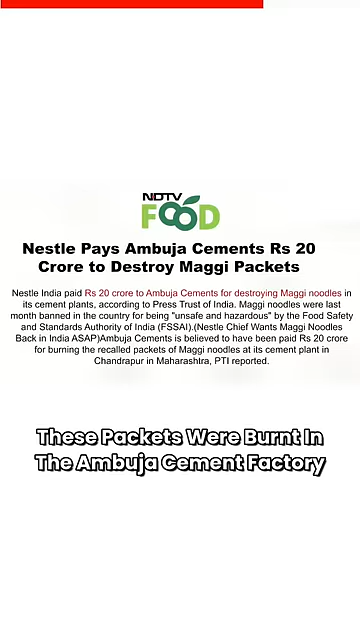 NDTV
FOOD
Nestle Pays Ambuja Cements Rs 20
Crore to Destroy Maggi Packets
Nestle India paid Rs 20 crore to Ambuja Cements for destroying Maggi noodles in
its cement plants, according to Press Trust of India. Maggi noodles were last
month banned in the country for being "unsafe and hazardous" by the Food Safety
and Standards Authority of India (FSSAI).(Nestle Chief Wants Maggi Noodles
Back in India ASAP)Ambuja Cements is believed to have been paid Rs 20 crore
for burning the recalled packets of Maggi noodles at its cement plant in
Chandrapur in Maharashtra, PTI reported.
These Packets Were Burnt In
The Ambuja Cement Factory